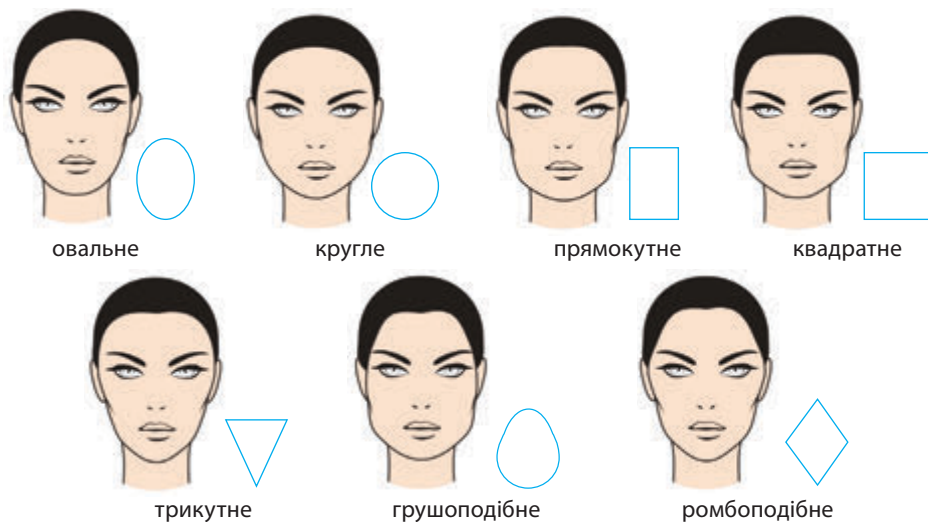 овальне
кругле
прямокутне
квадратне
трикутне
грушоподібне
ромбоподібне